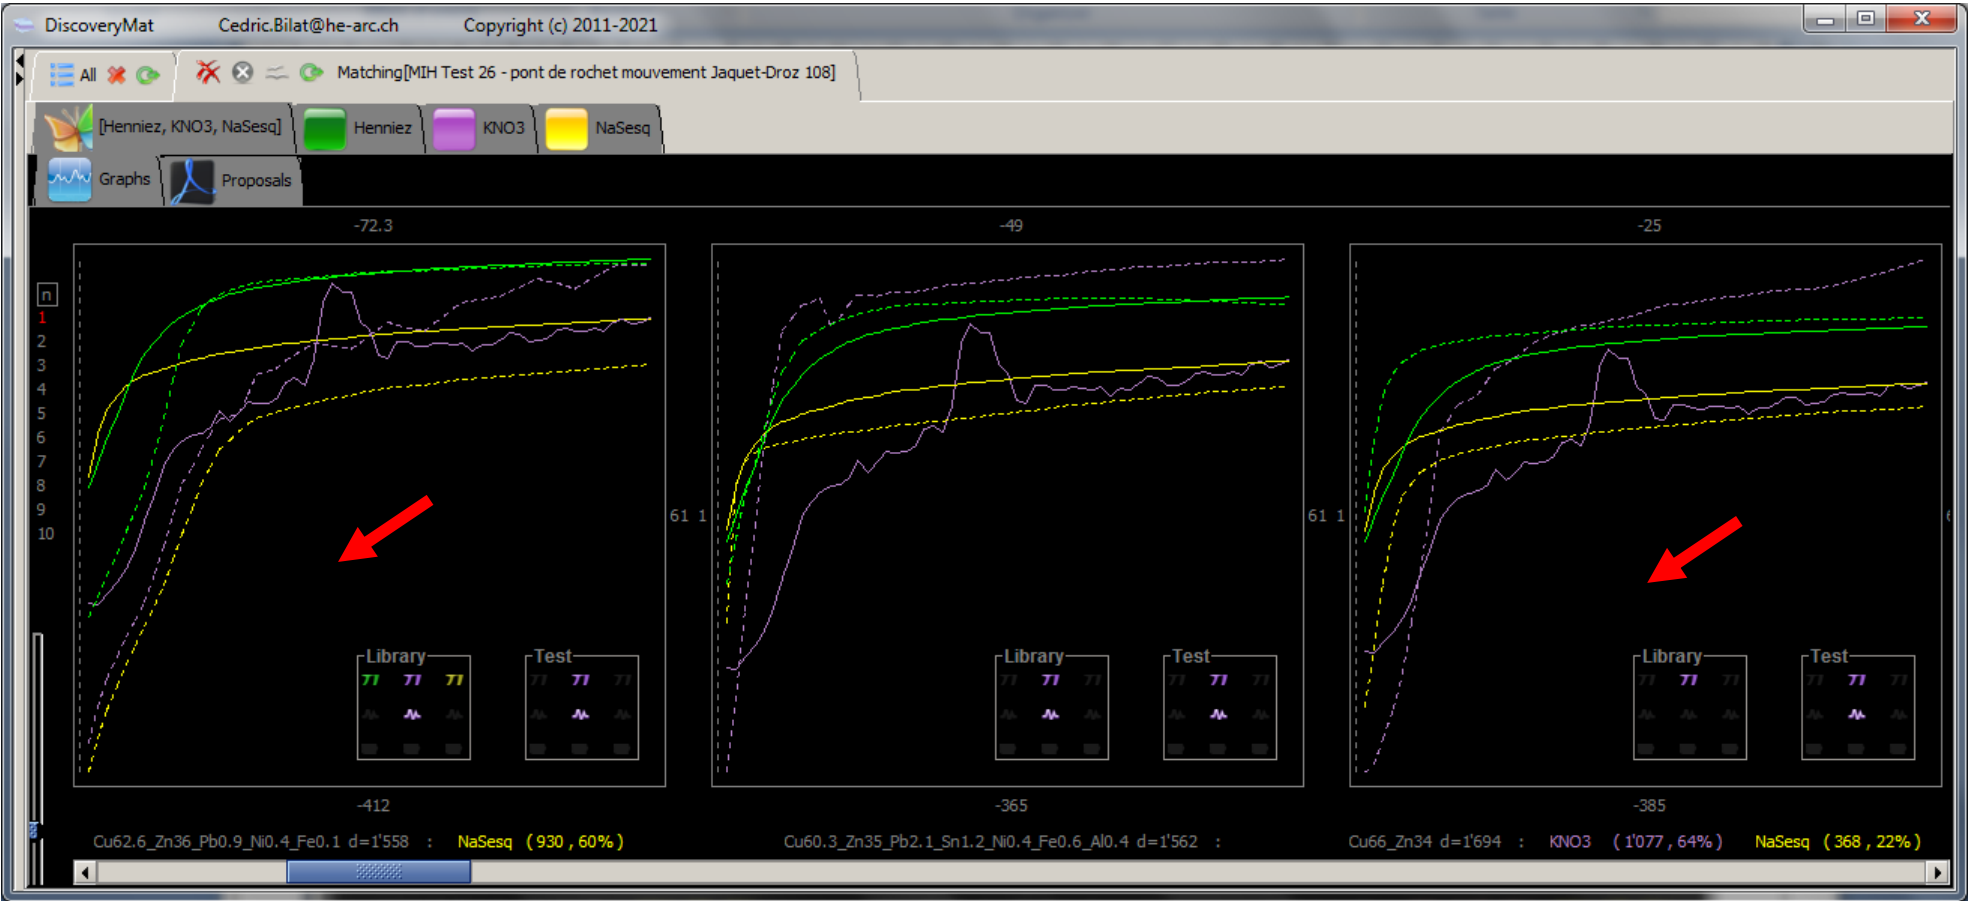 DiscoveryMat Cedric.Bilat@he-arc.ch Copyright (c) 2011-2021
All Matching[MIH Test 26 - pont de rochet mouvement Jaquet-Droz 108]
[Henniez, KNO3, NaSesq] Henniez KNO3 NaSesq
Graphs Proposals
-72.3 -49 -25
n
1
2
3
4
5
6
7
8
9
10
61 1 61 1
Library Test Library Test Library Test
-412 -365 -385
Cu62.6_Zn36_Pb0.9_Ni0.4_Fe0.1 d=1'558 : NaSesq (930, 60%) Cu60.3_Zn35_Pb2.1_Sn1.2_Ni0.4_Fe0.6_Al0.4 d=1'562 : Cu66_Zn34 d=1'694 : KNO3 (1'077, 64%) NaSesq (368, 22%)